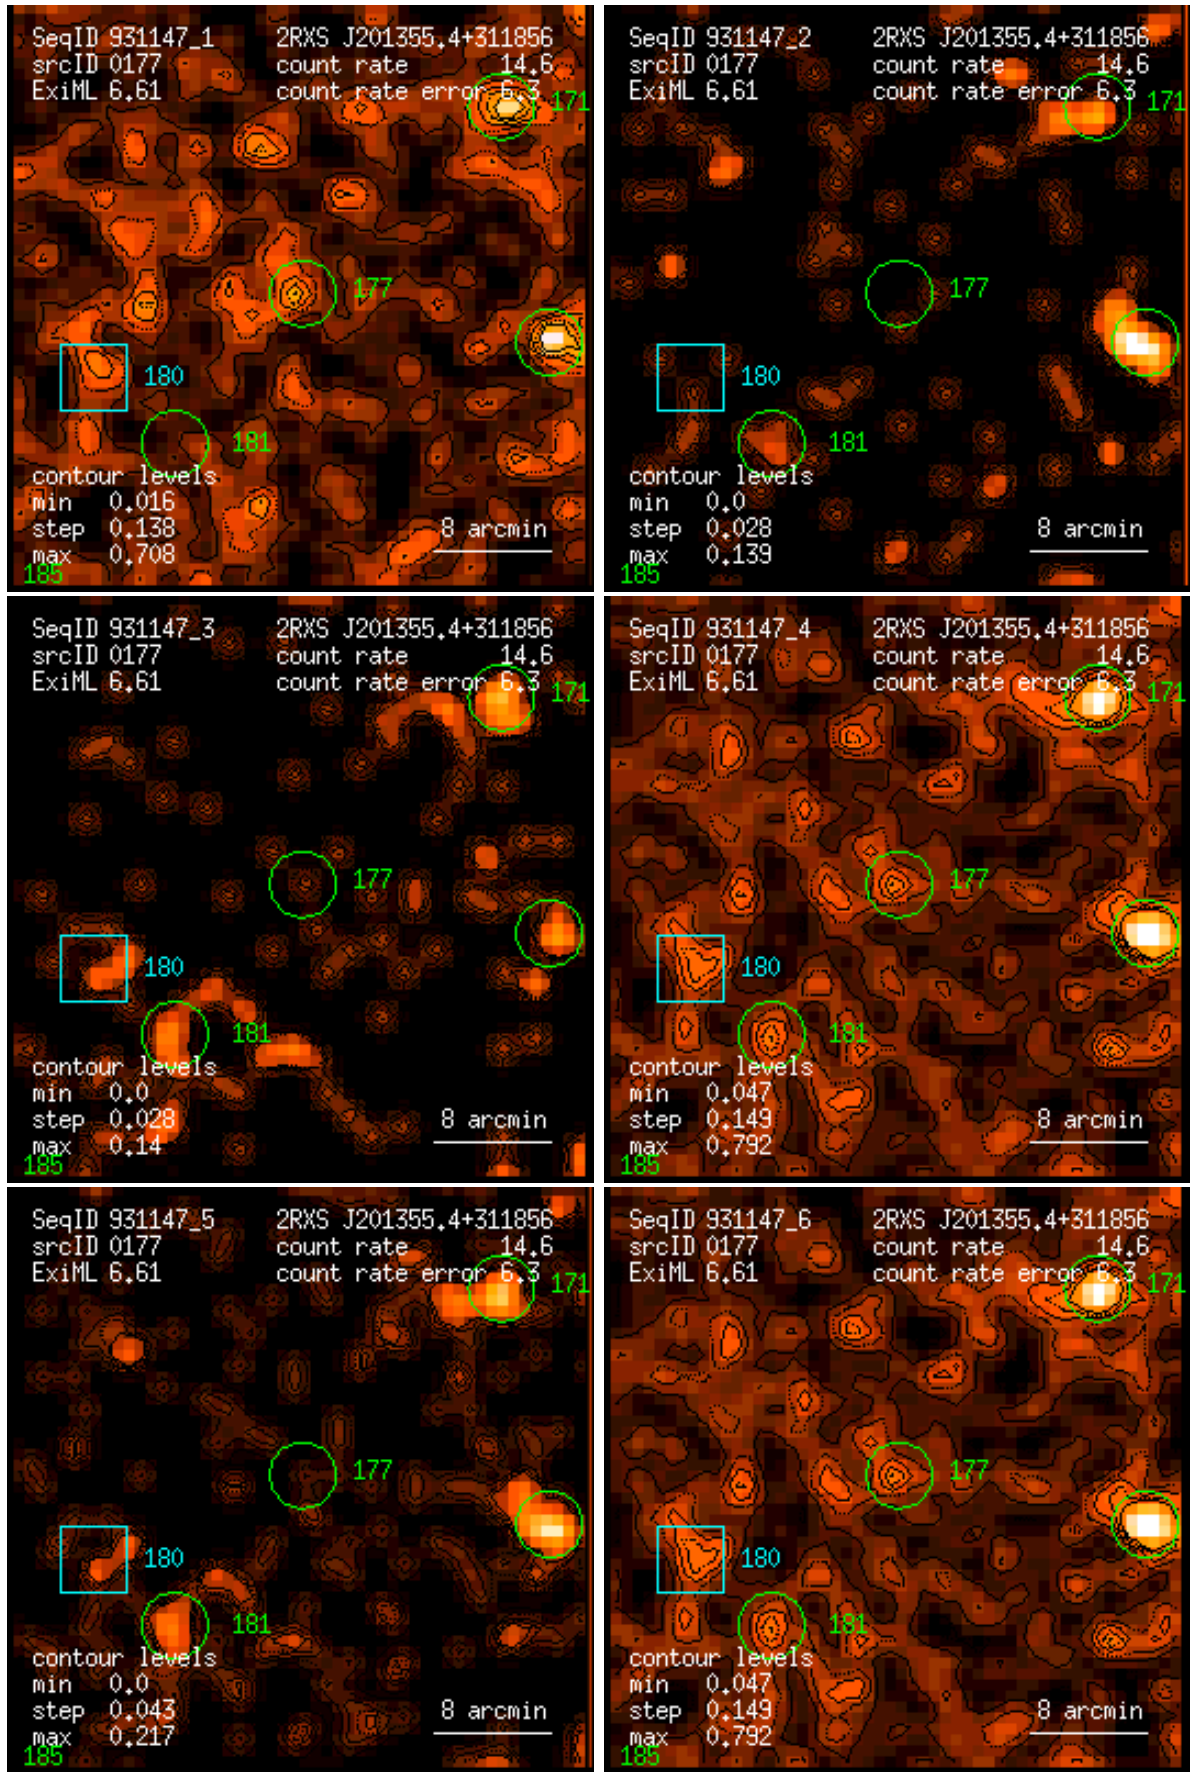 SeqID 931147_1 2RXS J201355.4+311856
srcID 0177 count rate 14.6
ExiML 6.61 count rate error 6.3
171
177
180
181
contour levels
min 0.016
step 0.138 8 arcmin
max 0.708
185
SeqID 931147_2 2RXS J201355.4+311856
srcID 0177 count rate 14.6
ExiML 6.61 count rate error 6.3
171
177
180
181
contour levels
min 0.0
step 0.028 8 arcmin
max 0.139
185
SeqID 931147_3 2RXS J201355.4+311856
srcID 0177 count rate 14.6
ExiML 6.61 count rate error 6.3
171
177
180
181
contour levels
min 0.0
step 0.028 8 arcmin
max 0.14
185
SeqID 931147_4 2RXS J201355.4+311856
srcID 0177 count rate 14.6
ExiML 6.61 count rate error 6.3
171
177
180
181
contour levels
min 0.047
step 0.149 8 arcmin
max 0.792
185
SeqID 931147_5 2RXS J201355.4+311856
srcID 0177 count rate 14.6
ExiML 6.61 count rate error 6.3
171
177
180
181
contour levels
min 0.0
step 0.043 8 arcmin
max 0.217
185
SeqID 931147_6 2RXS J201355.4+311856
srcID 0177 count rate 14.6
ExiML 6.61 count rate error 6.3
171
177
180
181
contour levels
min 0.047
step 0.149 8 arcmin
max 0.792
185